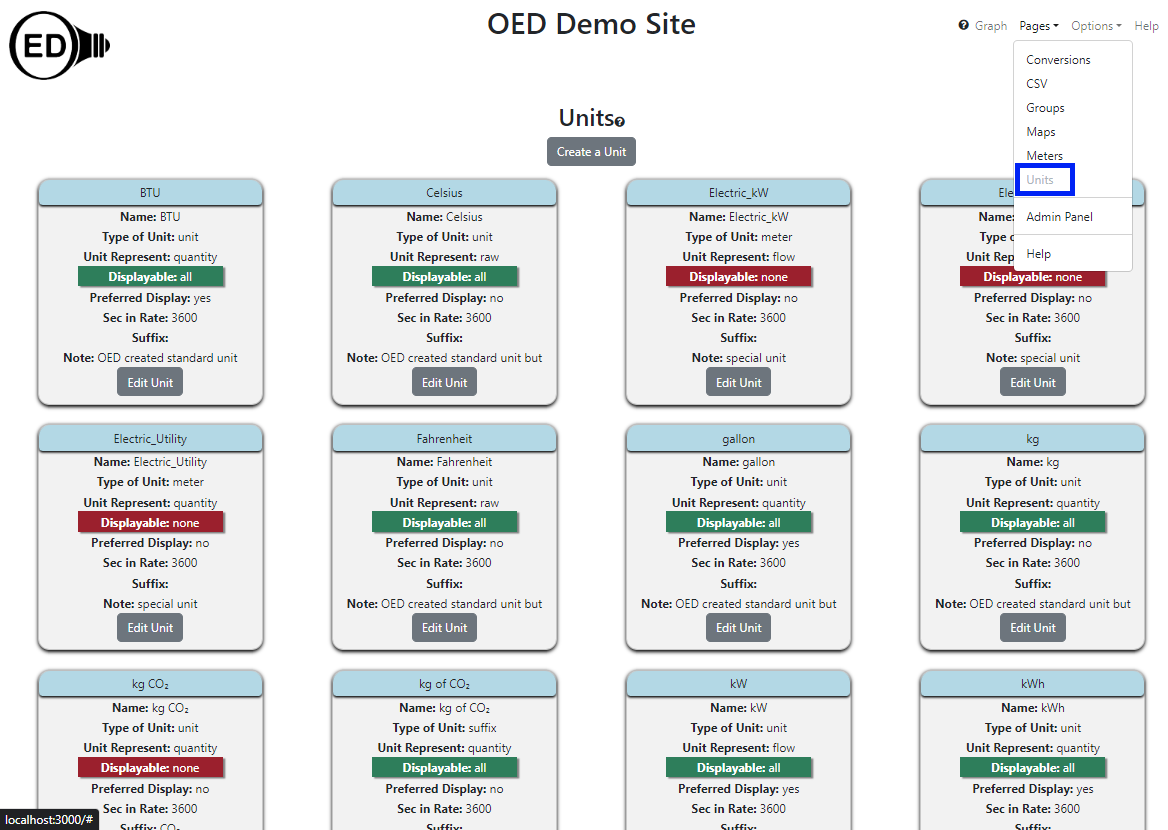 ED
OED Demo Site
Graph Pages Options Help
Conversions
CSV
Groups
Maps
Meters
Units
Admin Panel
Help
Units
Create a Unit
BTU
Name: BTU
Type of Unit: unit
Unit Represent: quantity
Displayable: all
Preferred Display: yes
Sec in Rate: 3600
Suffix:
Note: OED created standard unit
Edit Unit
Celsius
Name: Celsius
Type of Unit: unit
Unit Represent: raw
Displayable: all
Preferred Display: no
Sec in Rate: 3600
Suffix:
Note: OED created standard unit but
Edit Unit
Electric_kW
Name: Electric_kW
Type of Unit: meter
Unit Represent: flow
Displayable: none
Preferred Display: no
Sec in Rate: 3600
Suffix:
Note: special unit
Edit Unit
Ele
Name:
Type o
Unit Rep
Displayable: none
Preferred Display: no
Sec in Rate: 3600
Suffix:
Note: special unit
Edit Unit
Electric_Utility
Name: Electric_Utility
Type of Unit: meter
Unit Represent: quantity
Displayable: none
Preferred Display: no
Sec in Rate: 3600
Suffix:
Note: special unit
Edit Unit
Fahrenheit
Name: Fahrenheit
Type of Unit: unit
Unit Represent: raw
Displayable: all
Preferred Display: no
Sec in Rate: 3600
Suffix:
Note: OED created standard unit but
Edit Unit
gallon
Name: gallon
Type of Unit: unit
Unit Represent: quantity
Displayable: all
Preferred Display: yes
Sec in Rate: 3600
Suffix:
Note: OED created standard unit but
Edit Unit
kg
Name: kg
Type of Unit: unit
Unit Represent: quantity
Displayable: all
Preferred Display: no
Sec in Rate: 3600
Suffix:
Note: OED created standard unit but
Edit Unit
kg CO₂
Name: kg CO₂
Type of Unit: unit
Unit Represent: quantity
Displayable: none
Preferred Display: no
Sec in Rate: 3600
Suffix: CO₂
kg of CO₂
Name: kg of CO₂
Type of Unit: suffix
Unit Represent: quantity
Displayable: all
Preferred Display: no
Sec in Rate: 3600
Suffix:
kW
Name: kW
Type of Unit: unit
Unit Represent: flow
Displayable: all
Preferred Display: yes
Sec in Rate: 3600
Suffix:
kWh
Name: kWh
Type of Unit: unit
Unit Represent: quantity
Displayable: all
Preferred Display: yes
Sec in Rate: 3600
Suffix:
localhost:3000/#